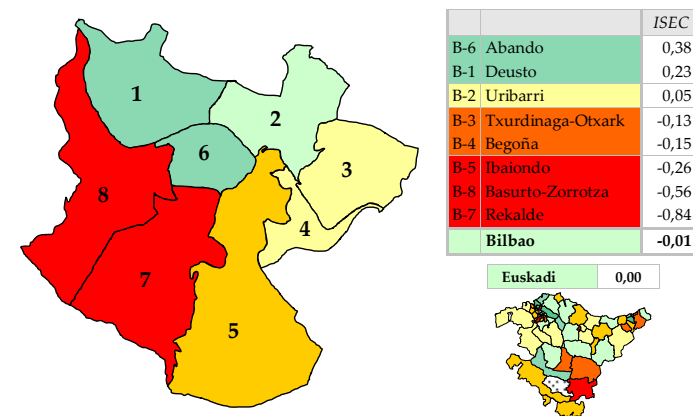 ISEC
B-6 Abando 0,38
B-1 Deusto 0,23
B-2 Uribarri 0,05
B-3 Txurdinaga-Otxark -0,13
B-4 Begoña -0,15
B-5 Ibaiondo -0,26
B-8 Basurto-Zorrotza -0,56
B-7 Rekalde -0,84
Bilbao -0,01
Euskadi 0,00
1
2
6
3
8
4
7
5